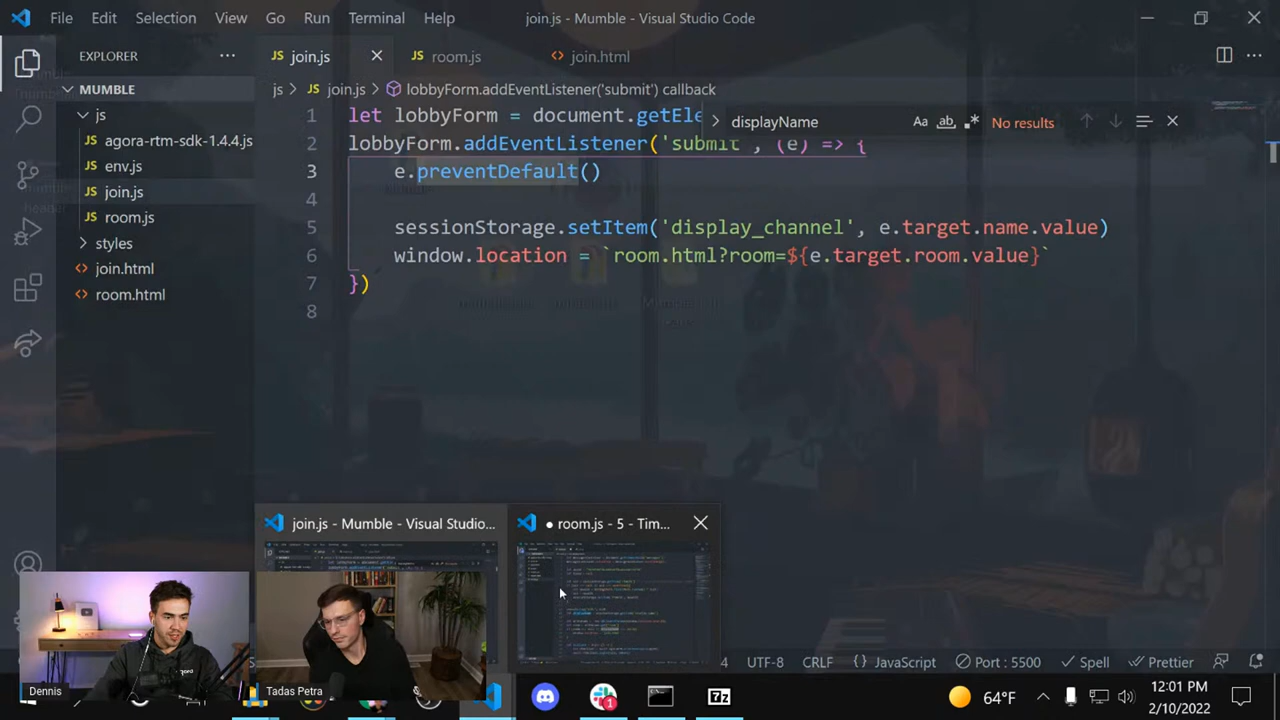 File Edit Selection View Go Run Terminal Help
join.js - Mumble - Visual Studio Code
EXPLORER
join.js
room.js
join.html
MUMBLE
js
agora-rtm-sdk-1.4.4.js
env.js
join.js
room.js
styles
join.html
room.html
js > join.js > lobbyForm.addEventListener('submit') callback
displayName
Aa ab .* No results
1 let lobbyForm = document.getEle
2 lobbyForm.addEventListener('submit', (e) => {
3 e.preventDefault()
4
5 sessionStorage.setItem('display_channel', e.target.name.value)
6 window.location = `room.html?room=${e.target.room.value}`
7 })
8
join.js - Mumble - Visual Studio...
● room.js - 5 - Tim...
Dennis
Tadas Petra
4 UTF-8 CRLF {} JavaScript Port : 5500 Spell Prettier
1
7z
64°F
12:01 PM
2/10/2022